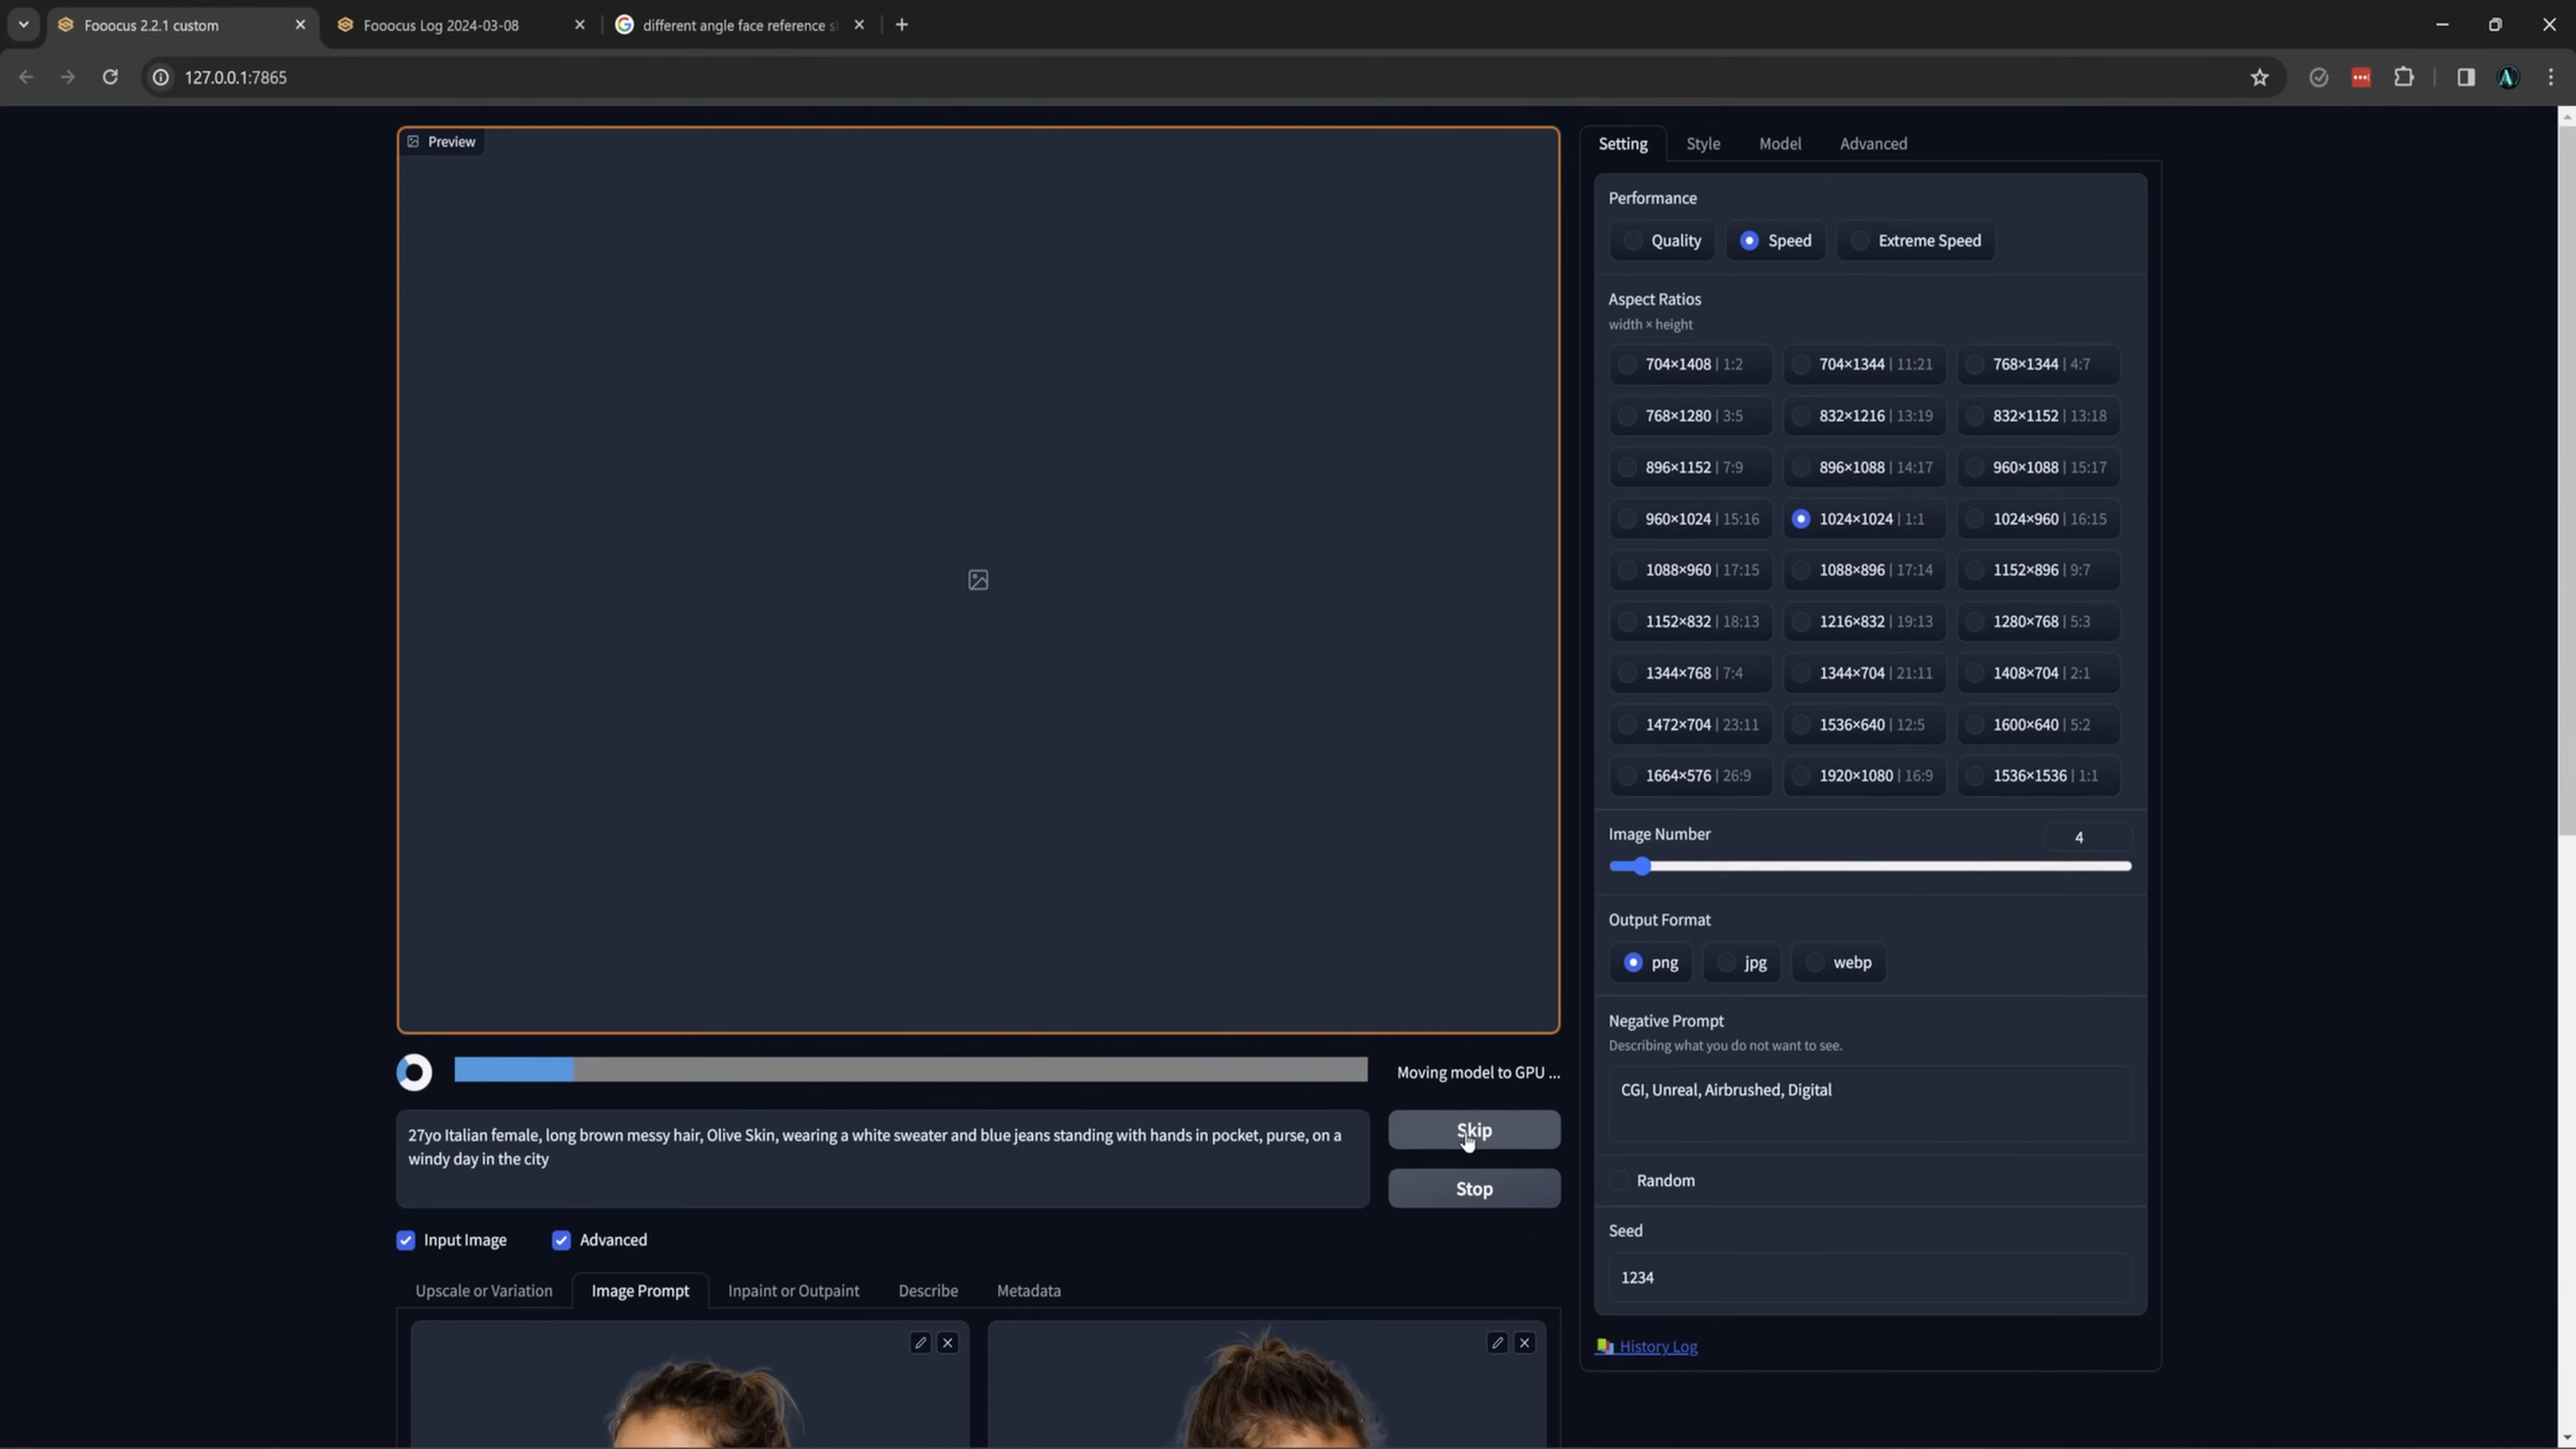 Fooocus 2.2.1 custom
Fooocus Log 2024-03-08
different angle face reference
127.0.0.1:7865
Preview
Setting Style Model Advanced
Performance
Quality Speed Extreme Speed
Aspect Ratios
width × height
704×1408 | 1:2 704×1344 | 11:21 768×1344 | 4:7
768×1280 | 3:5 832×1216 | 13:19 832×1152 | 13:18
896×1152 | 7:9 896×1088 | 14:17 960×1088 | 15:17
960×1024 | 15:16 1024×1024 | 1:1 1024×960 | 16:15
1088×960 | 17:15 1088×896 | 17:14 1152×896 | 9:7
1152×832 | 18:13 1216×832 | 19:13 1280×768 | 5:3
1344×768 | 7:4 1344×704 | 21:11 1408×704 | 2:1
1472×704 | 23:11 1536×640 | 12:5 1600×640 | 5:2
1664×576 | 26:9 1920×1080 | 16:9 1536×1536 | 1:1
Image Number 4
Output Format
png jpg webp
Negative Prompt
Describing what you do not want to see.
CGI, Unreal, Airbrushed, Digital
Random
Seed
1234
History Log
Moving model to GPU ...
27yo Italian female, long brown messy hair, Olive Skin, wearing a white sweater and blue jeans standing with hands in pocket, purse, on a
windy day in the city
Skip
Stop
Input Image Advanced
Upscale or Variation Image Prompt Inpaint or Outpaint Describe Metadata